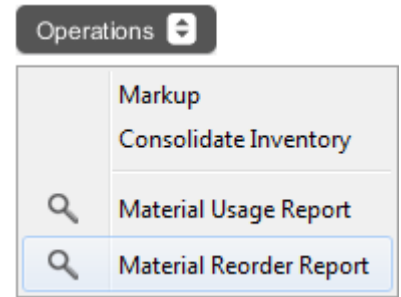 Operations
Markup
Consolidate Inventory
Material Usage Report
Material Reorder Report